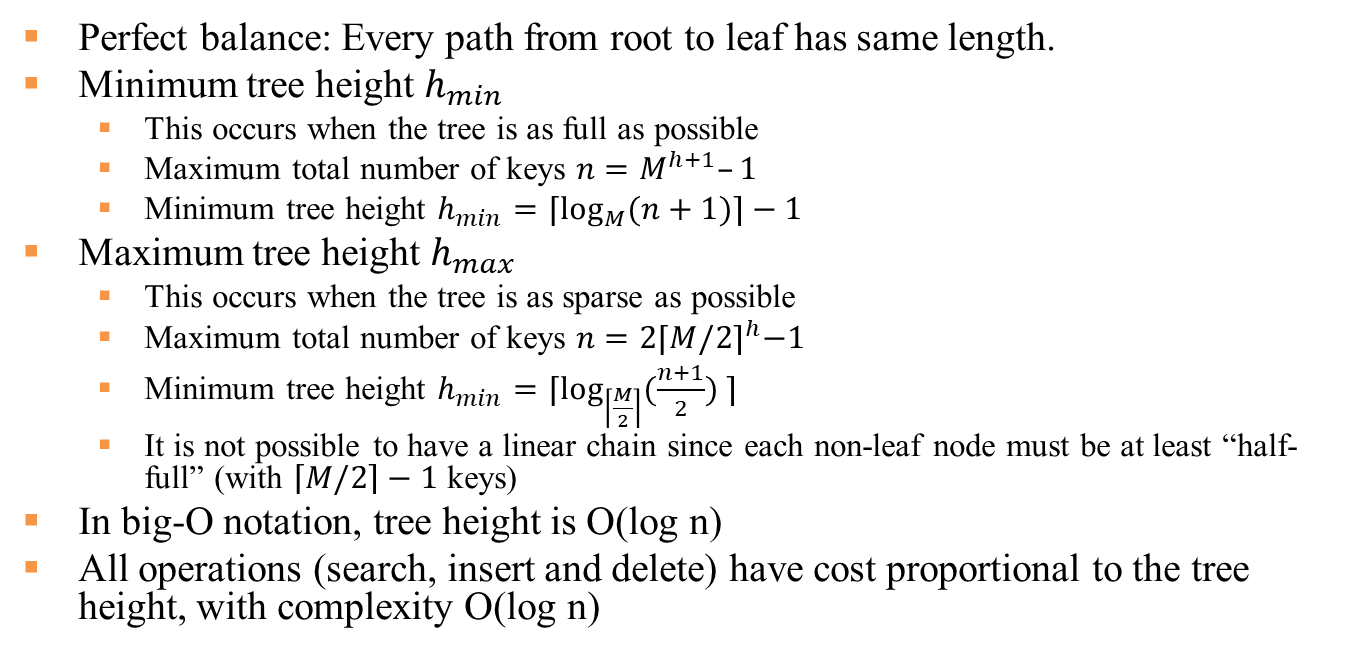 ▪ Perfect balance: Every path from root to leaf has same length.
▪ Minimum tree height ℎ𝑚𝑖𝑛
▪ This occurs when the tree is as full as possible
▪ Maximum total number of keys 𝑛 = 𝑀^{ℎ+1}– 1
▪ Minimum tree height ℎ𝑚𝑖𝑛 = ⌈log_𝑀(𝑛 + 1)⌉ − 1
▪ Maximum tree height ℎ𝑚𝑎𝑥
▪ This occurs when the tree is as sparse as possible
▪ Maximum total number of keys 𝑛 = 2⌈𝑀/2⌉^ℎ−1
▪ Minimum tree height ℎ𝑚𝑖𝑛 = ⌈log_{⌈𝑀/2⌉}((𝑛+1)/2) ⌉
▪ It is not possible to have a linear chain since each non-leaf node must be at least “half-
full” (with ⌈𝑀/2⌉ − 1 keys)
▪ In big-O notation, tree height is O(log n)
▪ All operations (search, insert and delete) have cost proportional to the tree
height, with complexity O(log n)